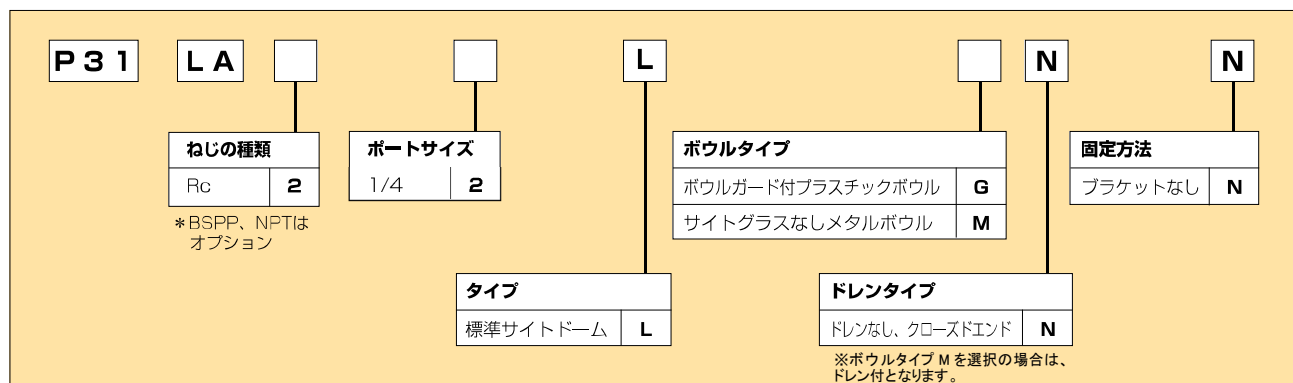 P31 LA L N N
ねじの種類
Rc 2
*BSPP、NPTは
オプション
ポートサイズ
1/4 2
ボウルタイプ
ボウルガード付プラスチックボウル G
サイトグラスなしメタルボウル M
固定方法
ブラケットなし N
タイプ
標準サイトドーム L
ドレンタイプ
ドレンなし、クローズドエンド N
※ボウルタイプ M を選択の場合は、
ドレン付となります。